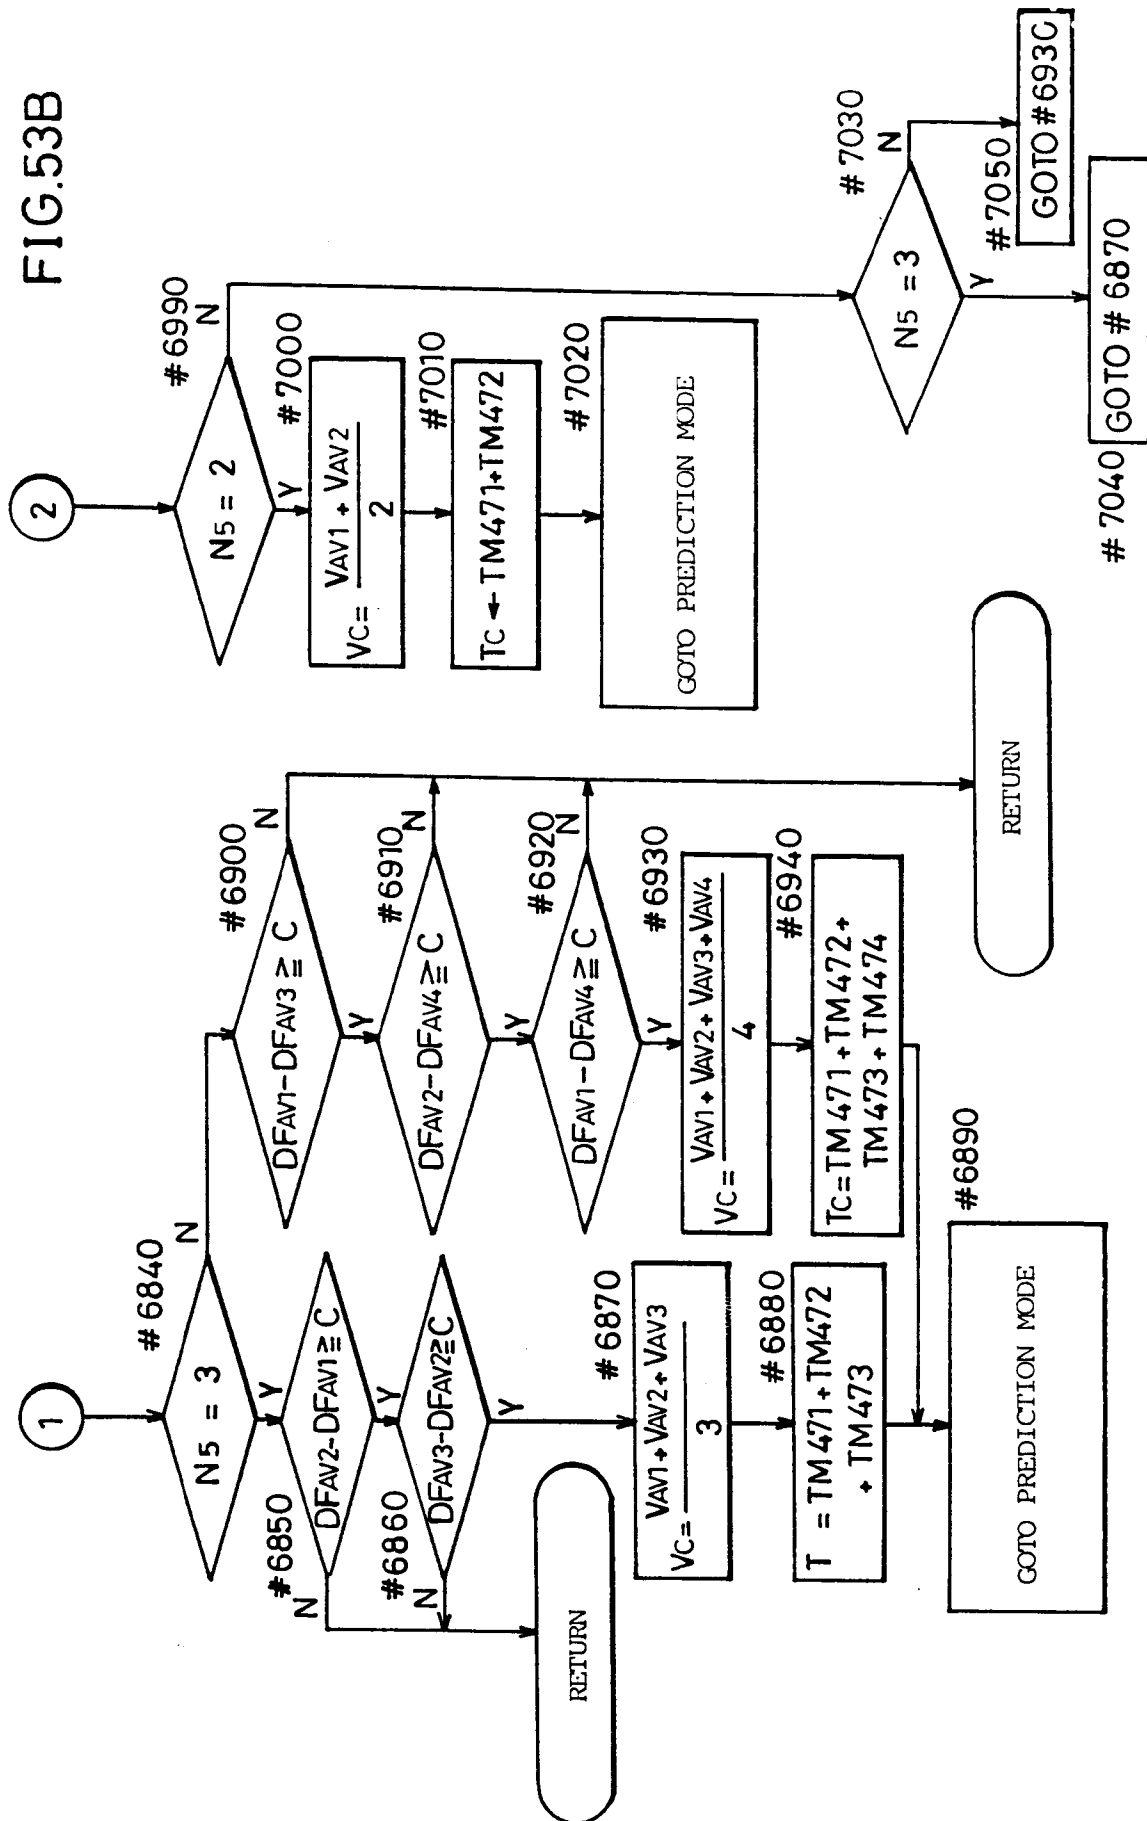 FIG.53B
1
#6840
N5 = 3
N
Y
#6850
DFAV2-DFAV1≧C
N
Y
#6860
DFAV3-DFAV2≧C
N
Y
RETURN
#6870
VC= VAV1+VAV2+VAV3
3
#6880
T = TM471+TM472
+ TM473
#6890
GOTO PREDICTION MODE
#6900
DFAV1-DFAV3≧C
N
Y
#6910
DFAV2-DFAV4≧C
N
Y
#6920
DFAV1-DFAV4≧C
N
Y
#6930
VC= VAV1+VAV2+VAV3+VAV4
4
#6940
TC=TM471+TM472+
TM473+TM474
RETURN
2
#6990
N5 = 2
N
Y
#7000
VC= VAV1 + VAV2
2
#7010
TC ← TM471+TM472
#7020
GOTO PREDICTION MODE
#7030
N5 = 3
N
Y
#7050
GOTO #693C
#7040
GOTO # 6870